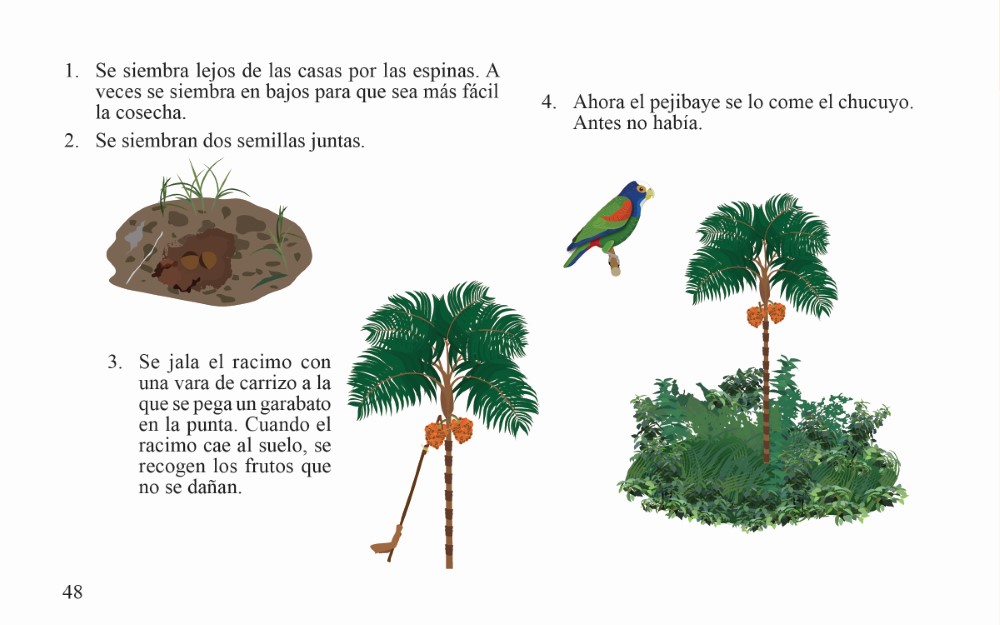 1. Se siembra lejos de las casas por las espinas. A
veces se siembra en bajos para que sea más fácil
la cosecha.
2. Se siembran dos semillas juntas.
3. Se jala el racimo con
una vara de carrizo a la
que se pega un garabato
en la punta. Cuando el
racimo cae al suelo, se
recogen los frutos que
no se dañan.
4. Ahora el pejibaye se lo come el chucuyo.
Antes no había.
48